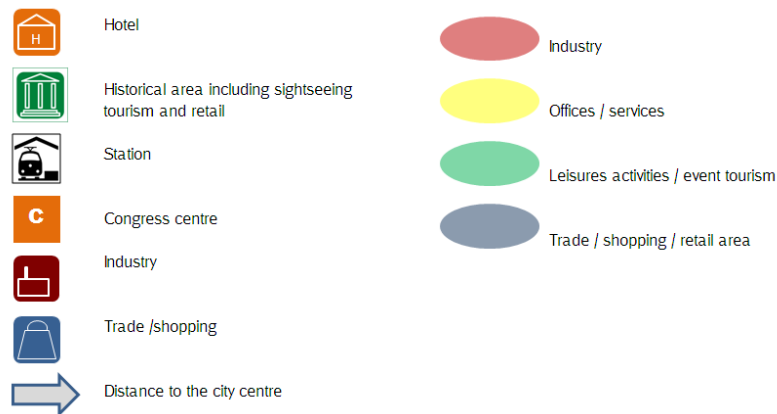 Hotel
H
Historical area including sightseeing
tourism and retail
Station
C
Congress centre
Industry
Trade /shopping
Distance to the city centre
Industry
Offices / services
Leisures activities / event tourism
Trade / shopping / retail area